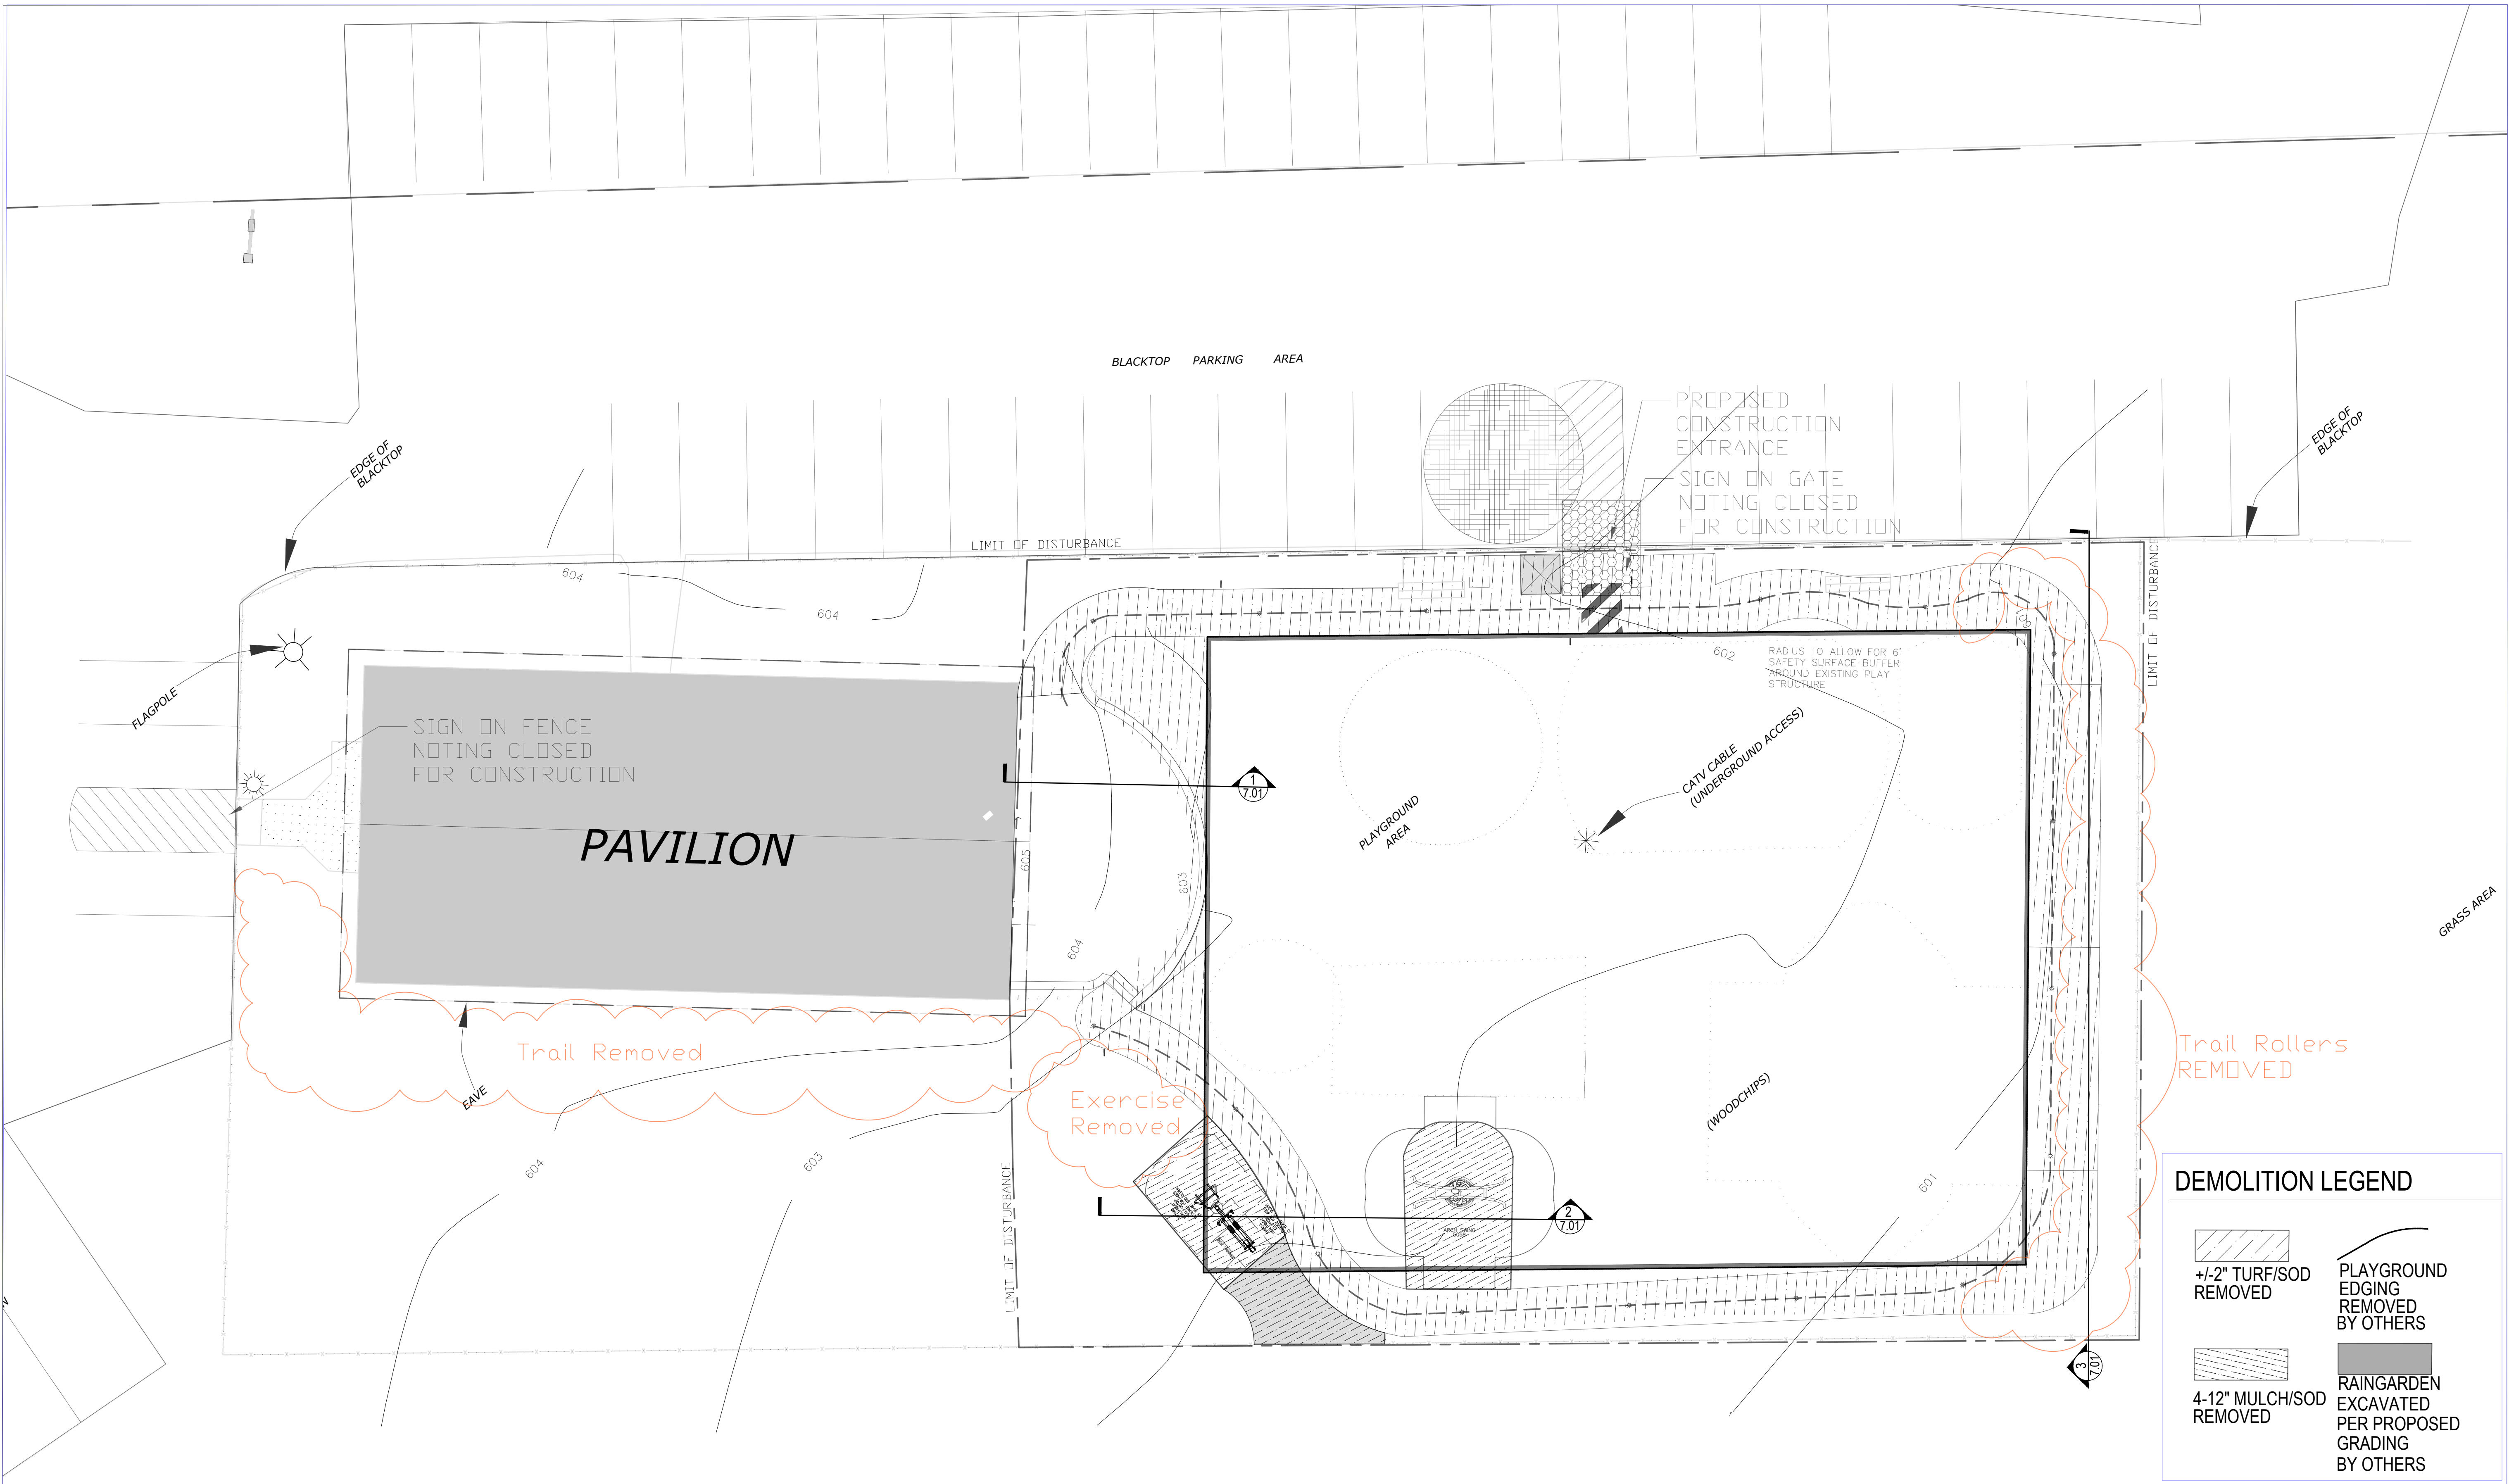 BLACKTOP PARKING AREA
PROPOSED
CONSTRUCTION
ENTRANCE
SIGN ON GATE
NOTING CLOSED
FOR CONSTRUCTION
EDGE OF
BLACKTOP
EDGE OF
BLACKTOP
LIMIT OF DISTURBANCE
LIMIT OF DISTURBANCE
604
604
601
602
RADIUS TO ALLOW FOR 6'
SAFETY SURFACE BUFFER
AROUND EXISTING PLAY
STRUCTURE
FLAGPOLE
SIGN ON FENCE
NOTING CLOSED
FOR CONSTRUCTION
PAVILION
1
7.01
CATV CABLE
(UNDERGROUND ACCESS)
PLAYGROUND
AREA
605
603
604
GRASS AREA
Trail Removed
EAVE
Exercise
Removed
Trail Rollers
REMOVED
(WOODCHIPS)
604
603
601
LIMIT OF DISTURBANCE
2
7.01
ARCH SWING
3
7.01
DEMOLITION LEGEND
+/-2" TURF/SOD
REMOVED
PLAYGROUND
EDGING
REMOVED
BY OTHERS
4-12" MULCH/SOD
REMOVED
RAINGARDEN
EXCAVATED
PER PROPOSED
GRADING
BY OTHERS